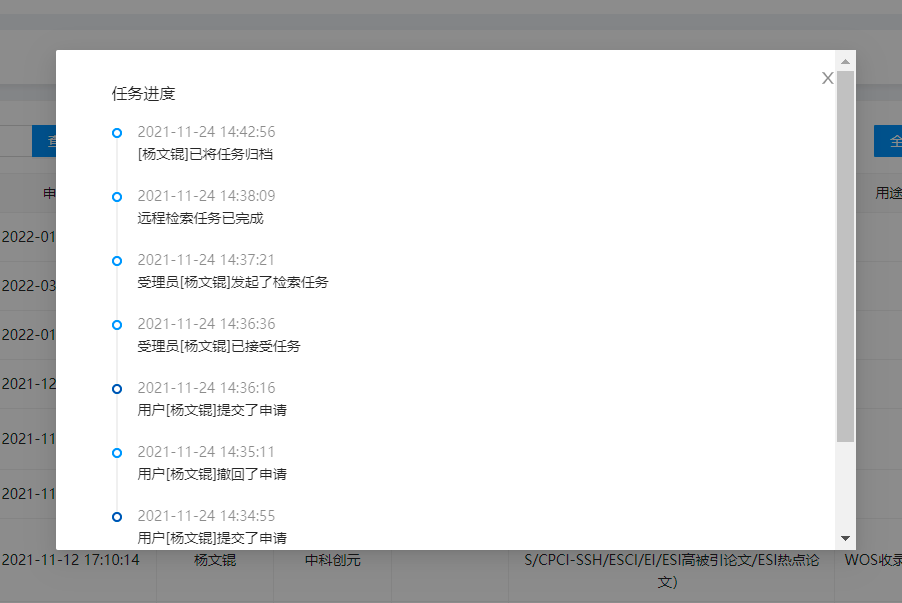 任务进度
X
2021-11-24 14:42:56
[杨文锟]已将任务归档
2021-11-24 14:38:09
远程检索任务已完成
2021-11-24 14:37:21
受理员[杨文锟]发起了检索任务
2021-11-24 14:36:36
受理员[杨文锟]已接受任务
2021-11-24 14:36:16
用户[杨文锟]提交了申请
2021-11-24 14:35:11
用户[杨文锟]撤回了申请
2021-11-24 14:34:55
用户[杨文锟]提交了申请
全
申
用途
2022-01
2022-03
2022-01
2021-12
2021-11
2021-11
2021-11-12 17:10:14 杨文锟 中科创元 S/CPCI-SSH/ESCI/EI/ESI高被引论文/ESI热点论 WOS收录
文)